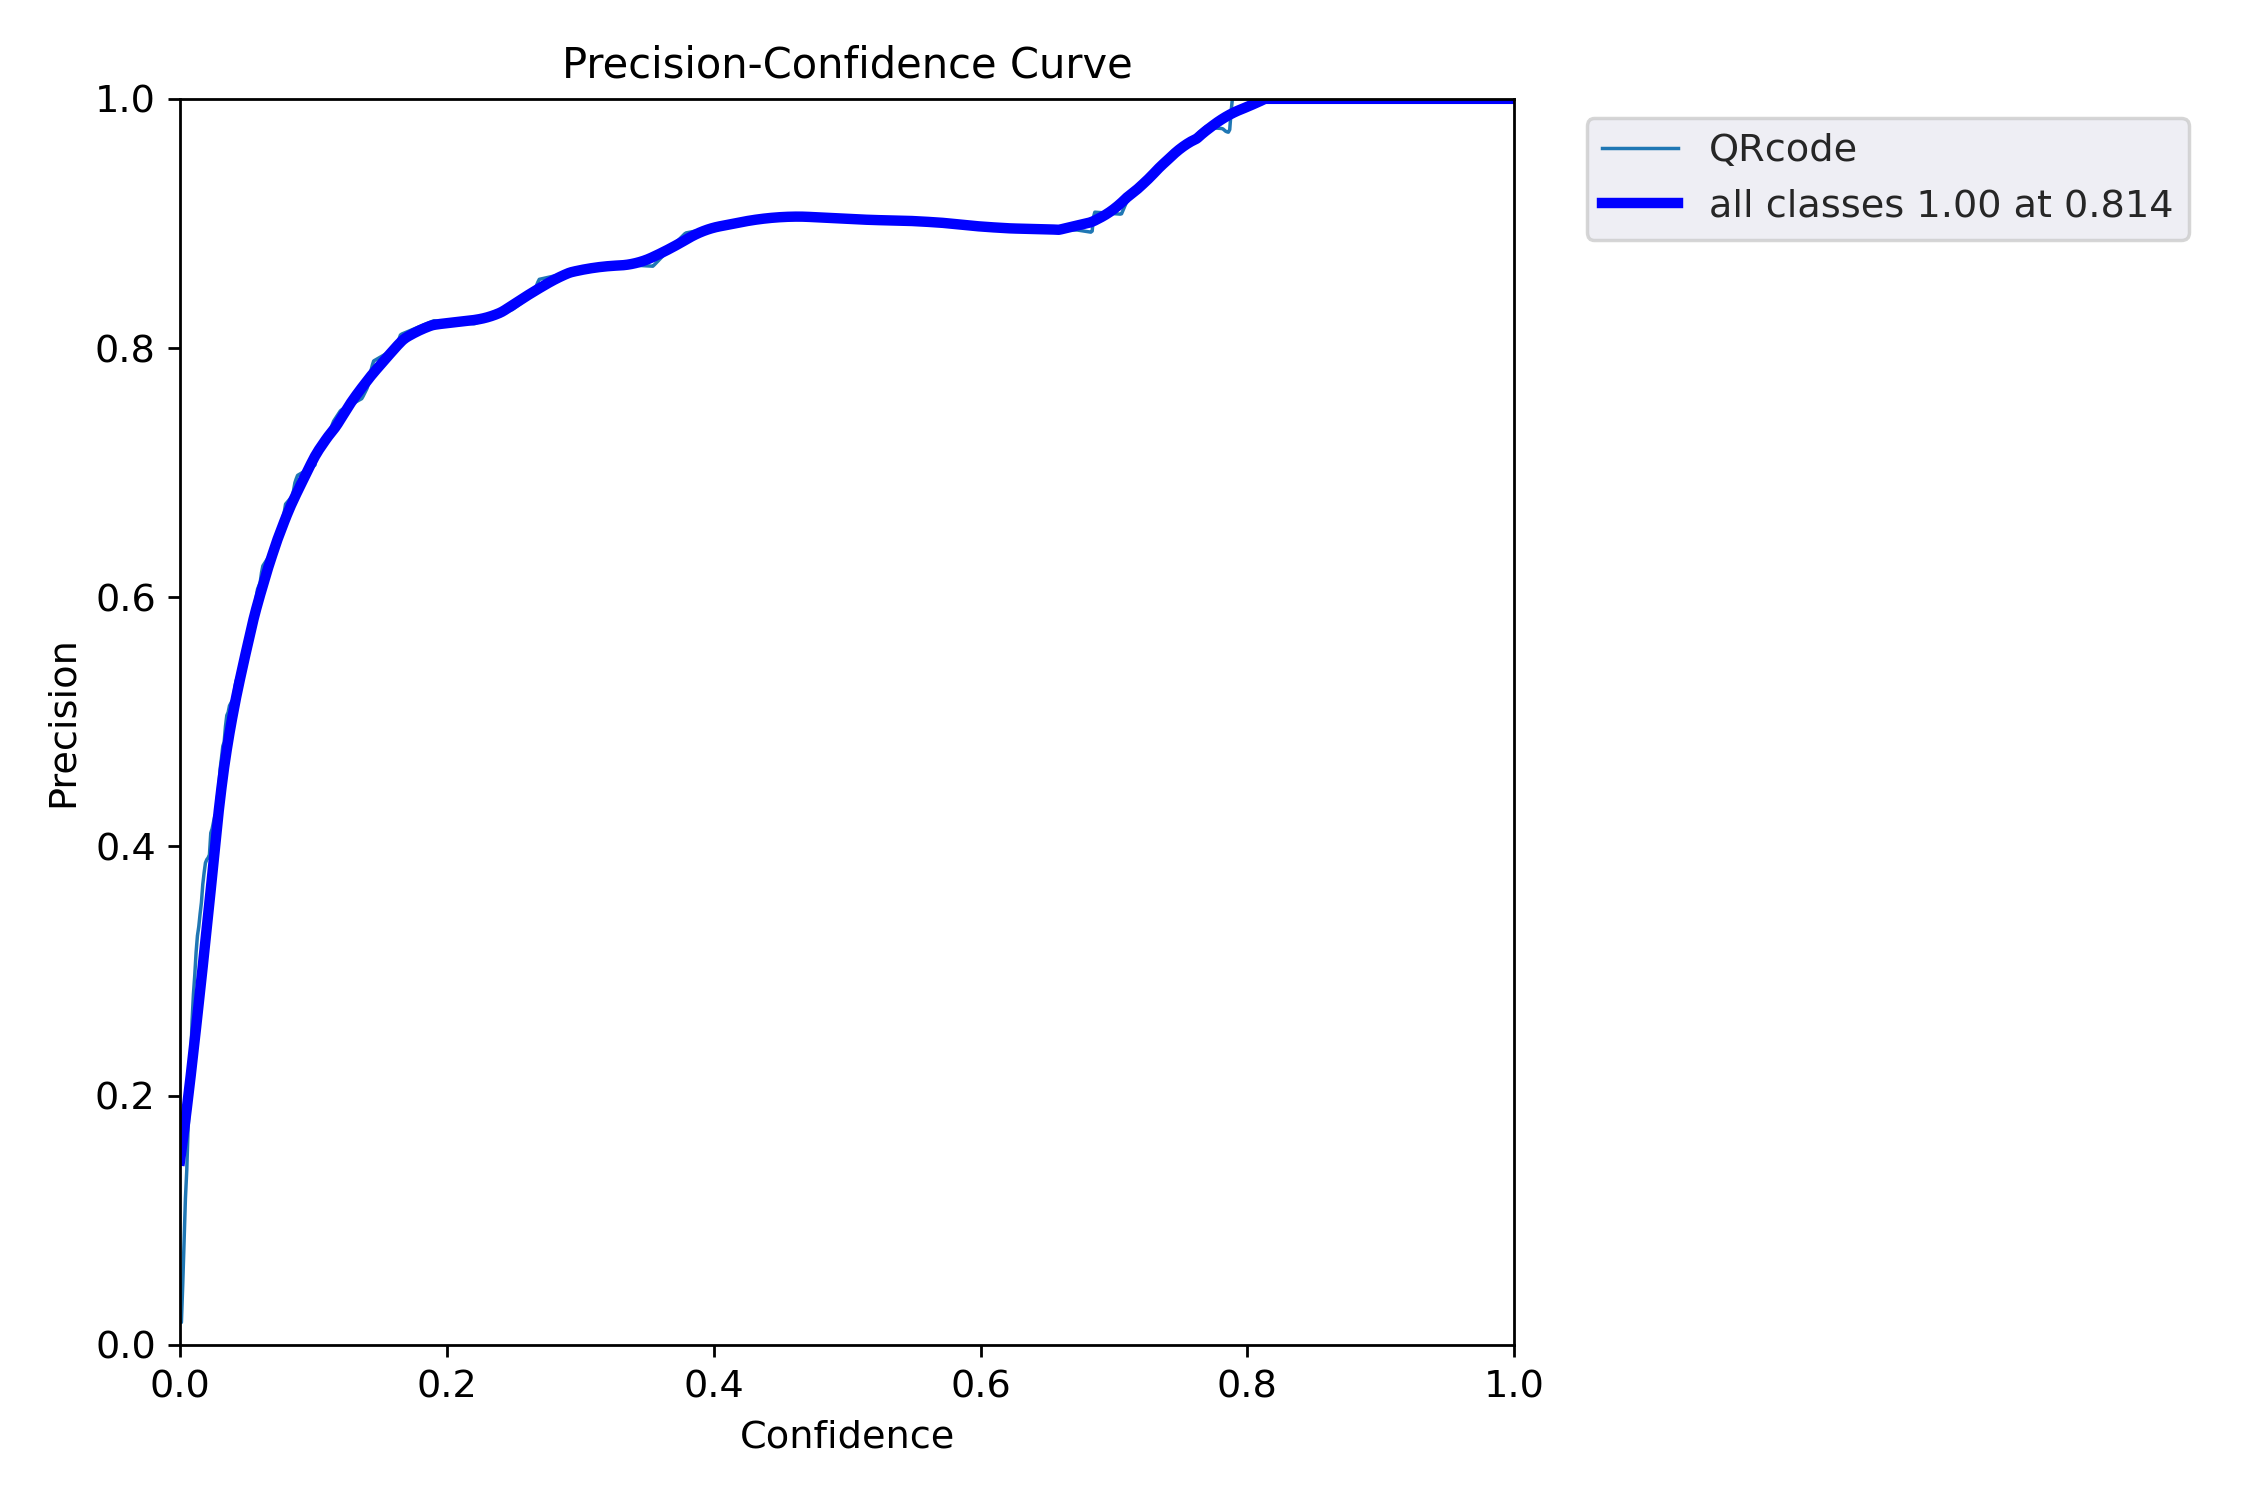 Precision-Confidence Curve
1.0
0.8
0.6
0.4
0.2
0.0
Precision
0.0 0.2 0.4 0.6 0.8 1.0
Confidence
QRcode
all classes 1.00 at 0.814